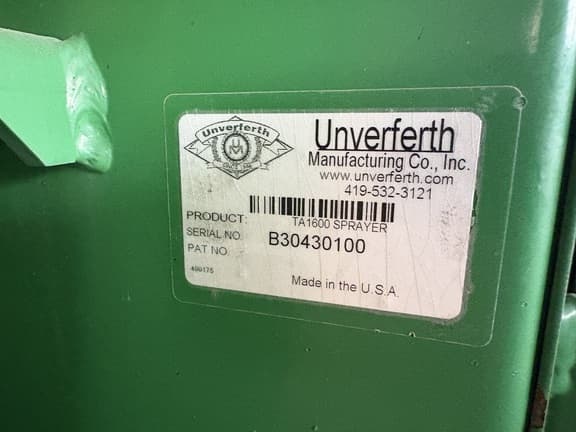 Unverferth
Unverferth
Manufacturing Co., Inc.
www.unverferth.com
419-532-3121
PRODUCT: TA1600 SPRAYER
SERIAL NO. B30430100
PAT NO.
Made in the U.S.A.